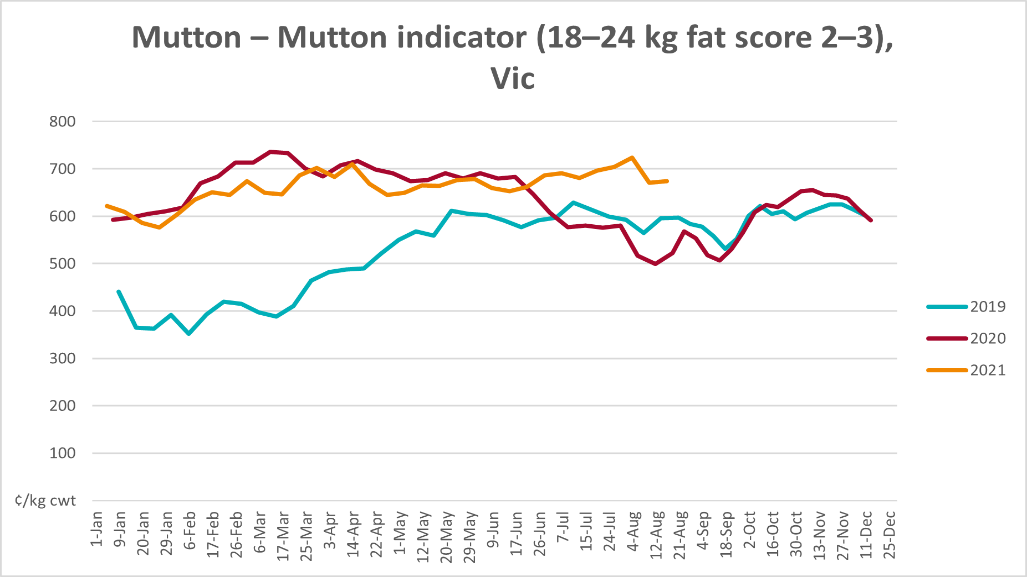 Mutton – Mutton indicator (18–24 kg fat score 2–3),
Vic
800
700
600
500
400
300
200
100
¢/kg cwt
1-Jan
9-Jan
20-Jan
29-Jan
6-Feb
17-Feb
26-Feb
6-Mar
17-Mar
25-Mar
3-Apr
14-Apr
22-Apr
1-May
12-May
20-May
29-May
9-Jun
17-Jun
26-Jun
7-Jul
15-Jul
24-Jul
4-Aug
12-Aug
21-Aug
4-Sep
18-Sep
2-Oct
16-Oct
30-Oct
13-Nov
27-Nov
11-Dec
25-Dec
2019
2020
2021